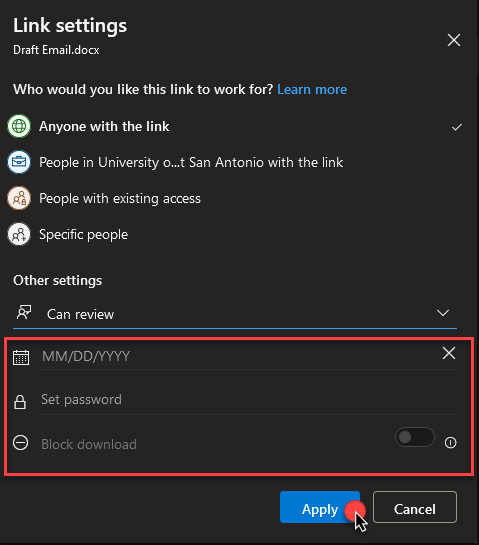 Link settings
Draft Email.docx
Who would you like this link to work for? Learn more
Anyone with the link
People in University o...t San Antonio with the link
People with existing access
Specific people
Other settings
Can review
MM/DD/YYYY
Set password
Block download
Apply
Cancel